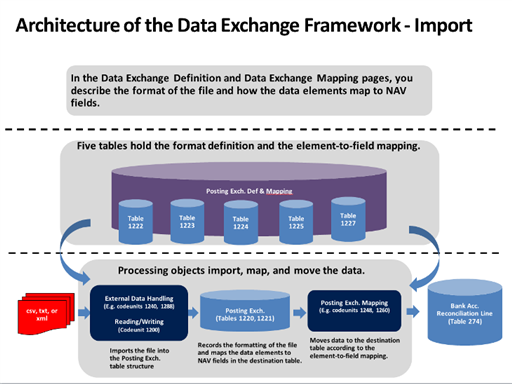 Architecture of the Data Exchange Framework - Import
In the Data Exchange Definition and Data Exchange Mapping pages, you
describe the format of the file and how the data elements map to NAV
fields.
Five tables hold the format definition and the element-to-field mapping.
Posting Exch. Def & Mapping
Table
1222
Table
1223
Table
1224
Table
1225
Table
1227
Processing objects import, map, and move the data.
csv, txt, or
xml
External Data Handling
(E.g. codeunits 1240, 1288)
Reading/Writing
(Codeunit 1200)
Posting Exch.
(Tables 1220, 1221)
Posting Exch. Mapping
(E.g. codeunits 1248, 1260)
Bank Acc.
Reconciliation Line
(Table 274)
Imports the file into
the Posting Exch.
table structure
Records the formatting of the file
and maps the data elements to
NAV fields in the destination table.
Moves data to the destination
table according to the
element-to-field mapping.